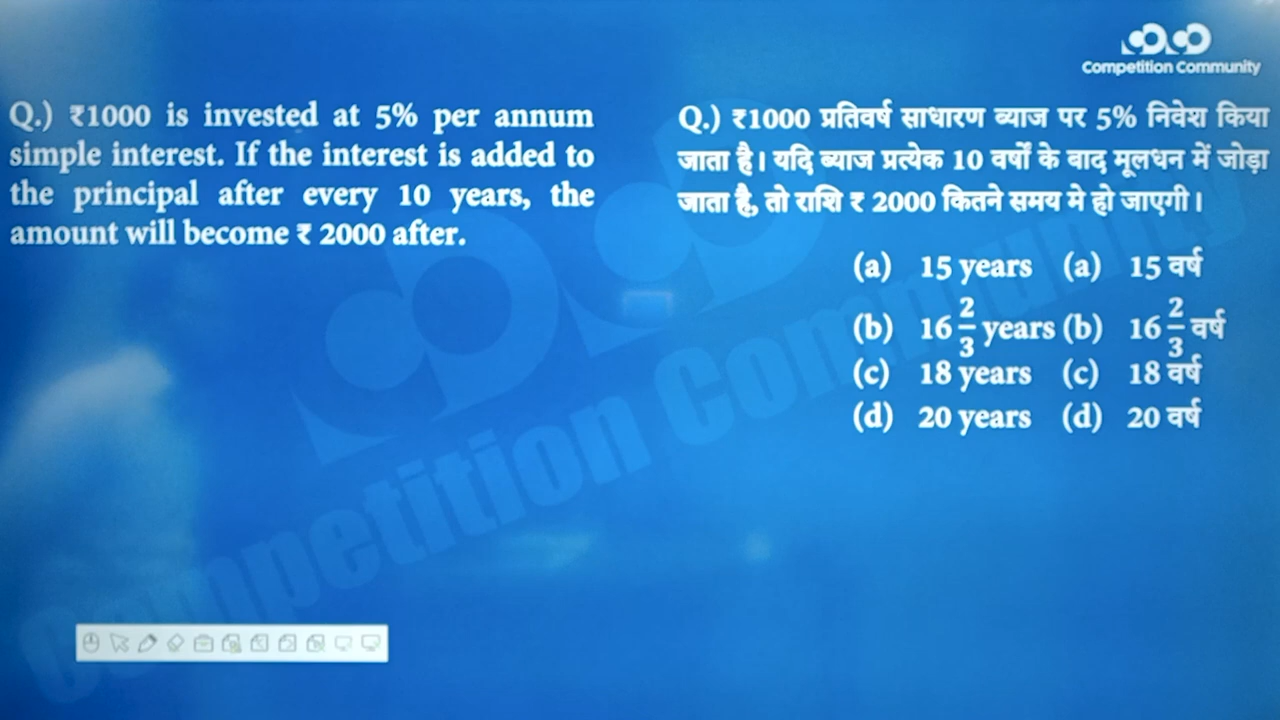 Competition Community
Q.) ₹1000 is invested at 5% per annum
simple interest. If the interest is added to
the principal after every 10 years, the
amount will become ₹ 2000 after.
Q.) ₹1000 प्रतिवर्ष साधारण ब्याज पर 5% निवेश किया
जाता है। यदि ब्याज प्रत्येक 10 वर्षों के बाद मूलधन में जोड़ा
जाता है, तो राशि ₹ 2000 कितने समय मे हो जाएगी।
(a) 15 years (a) 15 वर्ष
(b) 16 2/3 years (b) 16 2/3 वर्ष
(c) 18 years (c) 18 वर्ष
(d) 20 years (d) 20 वर्ष
Competition Community